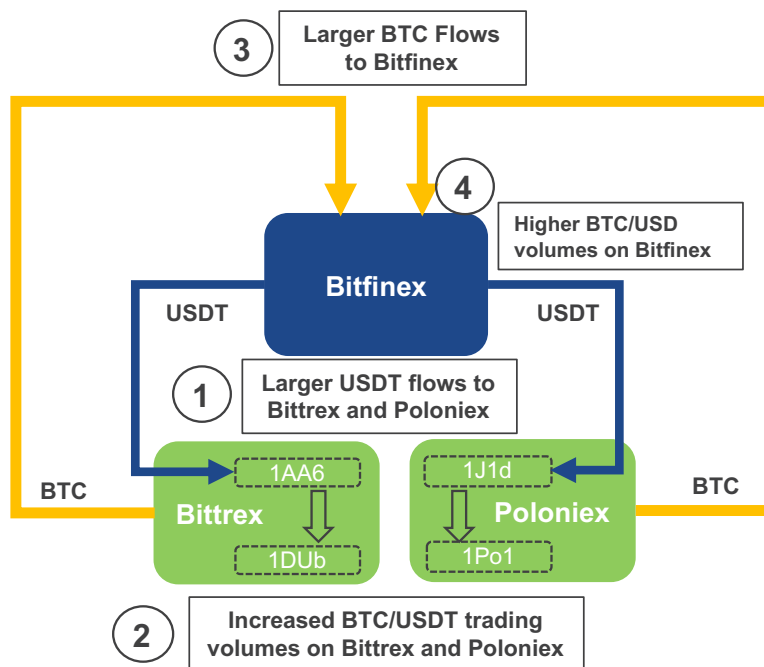 3
Larger BTC Flows
to Bitfinex
4
Higher BTC/USD
volumes on Bitfinex
Bitfinex
USDT
USDT
1
Larger USDT flows to
Bittrex and Poloniex
1AA6
1J1d
BTC
Bittrex
Poloniex
BTC
1DUb
1Po1
2
Increased BTC/USDT trading
volumes on Bittrex and Poloniex